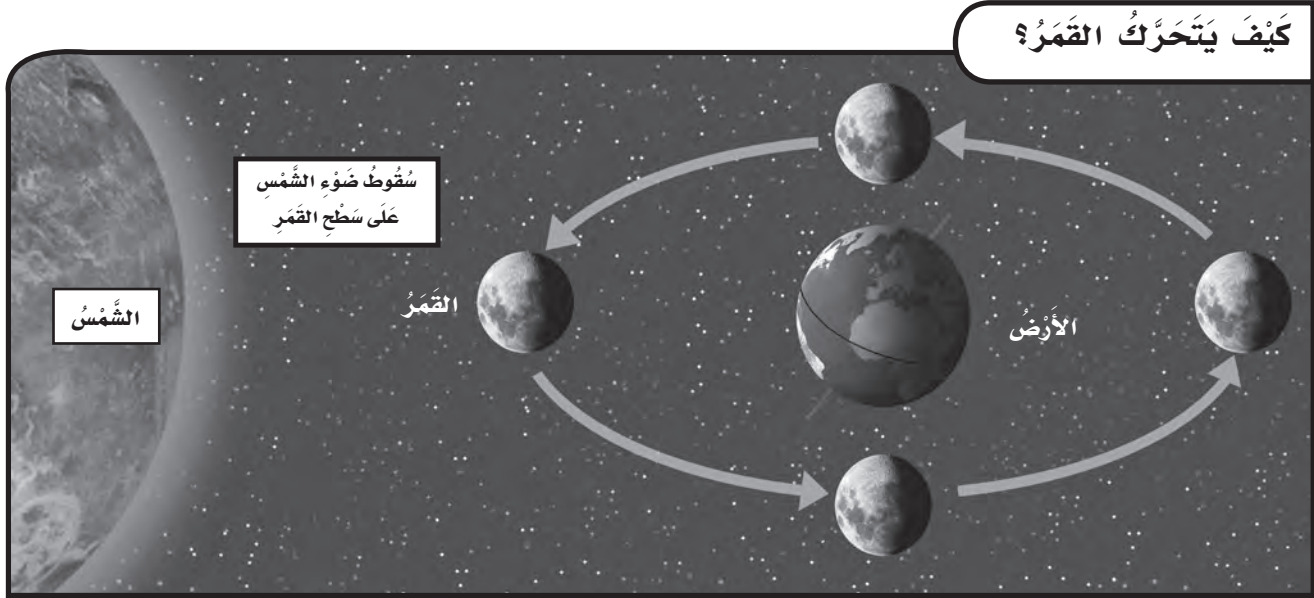 كَيْفَ يَتَحَرَّكُ القَمَرُ؟
سُقُوطُ ضَوْءِ الشَّمْسِ
عَلَى سَطْحِ القَمَرِ
الشَّمْسُ
القَمَرُ
الأَرْضُ